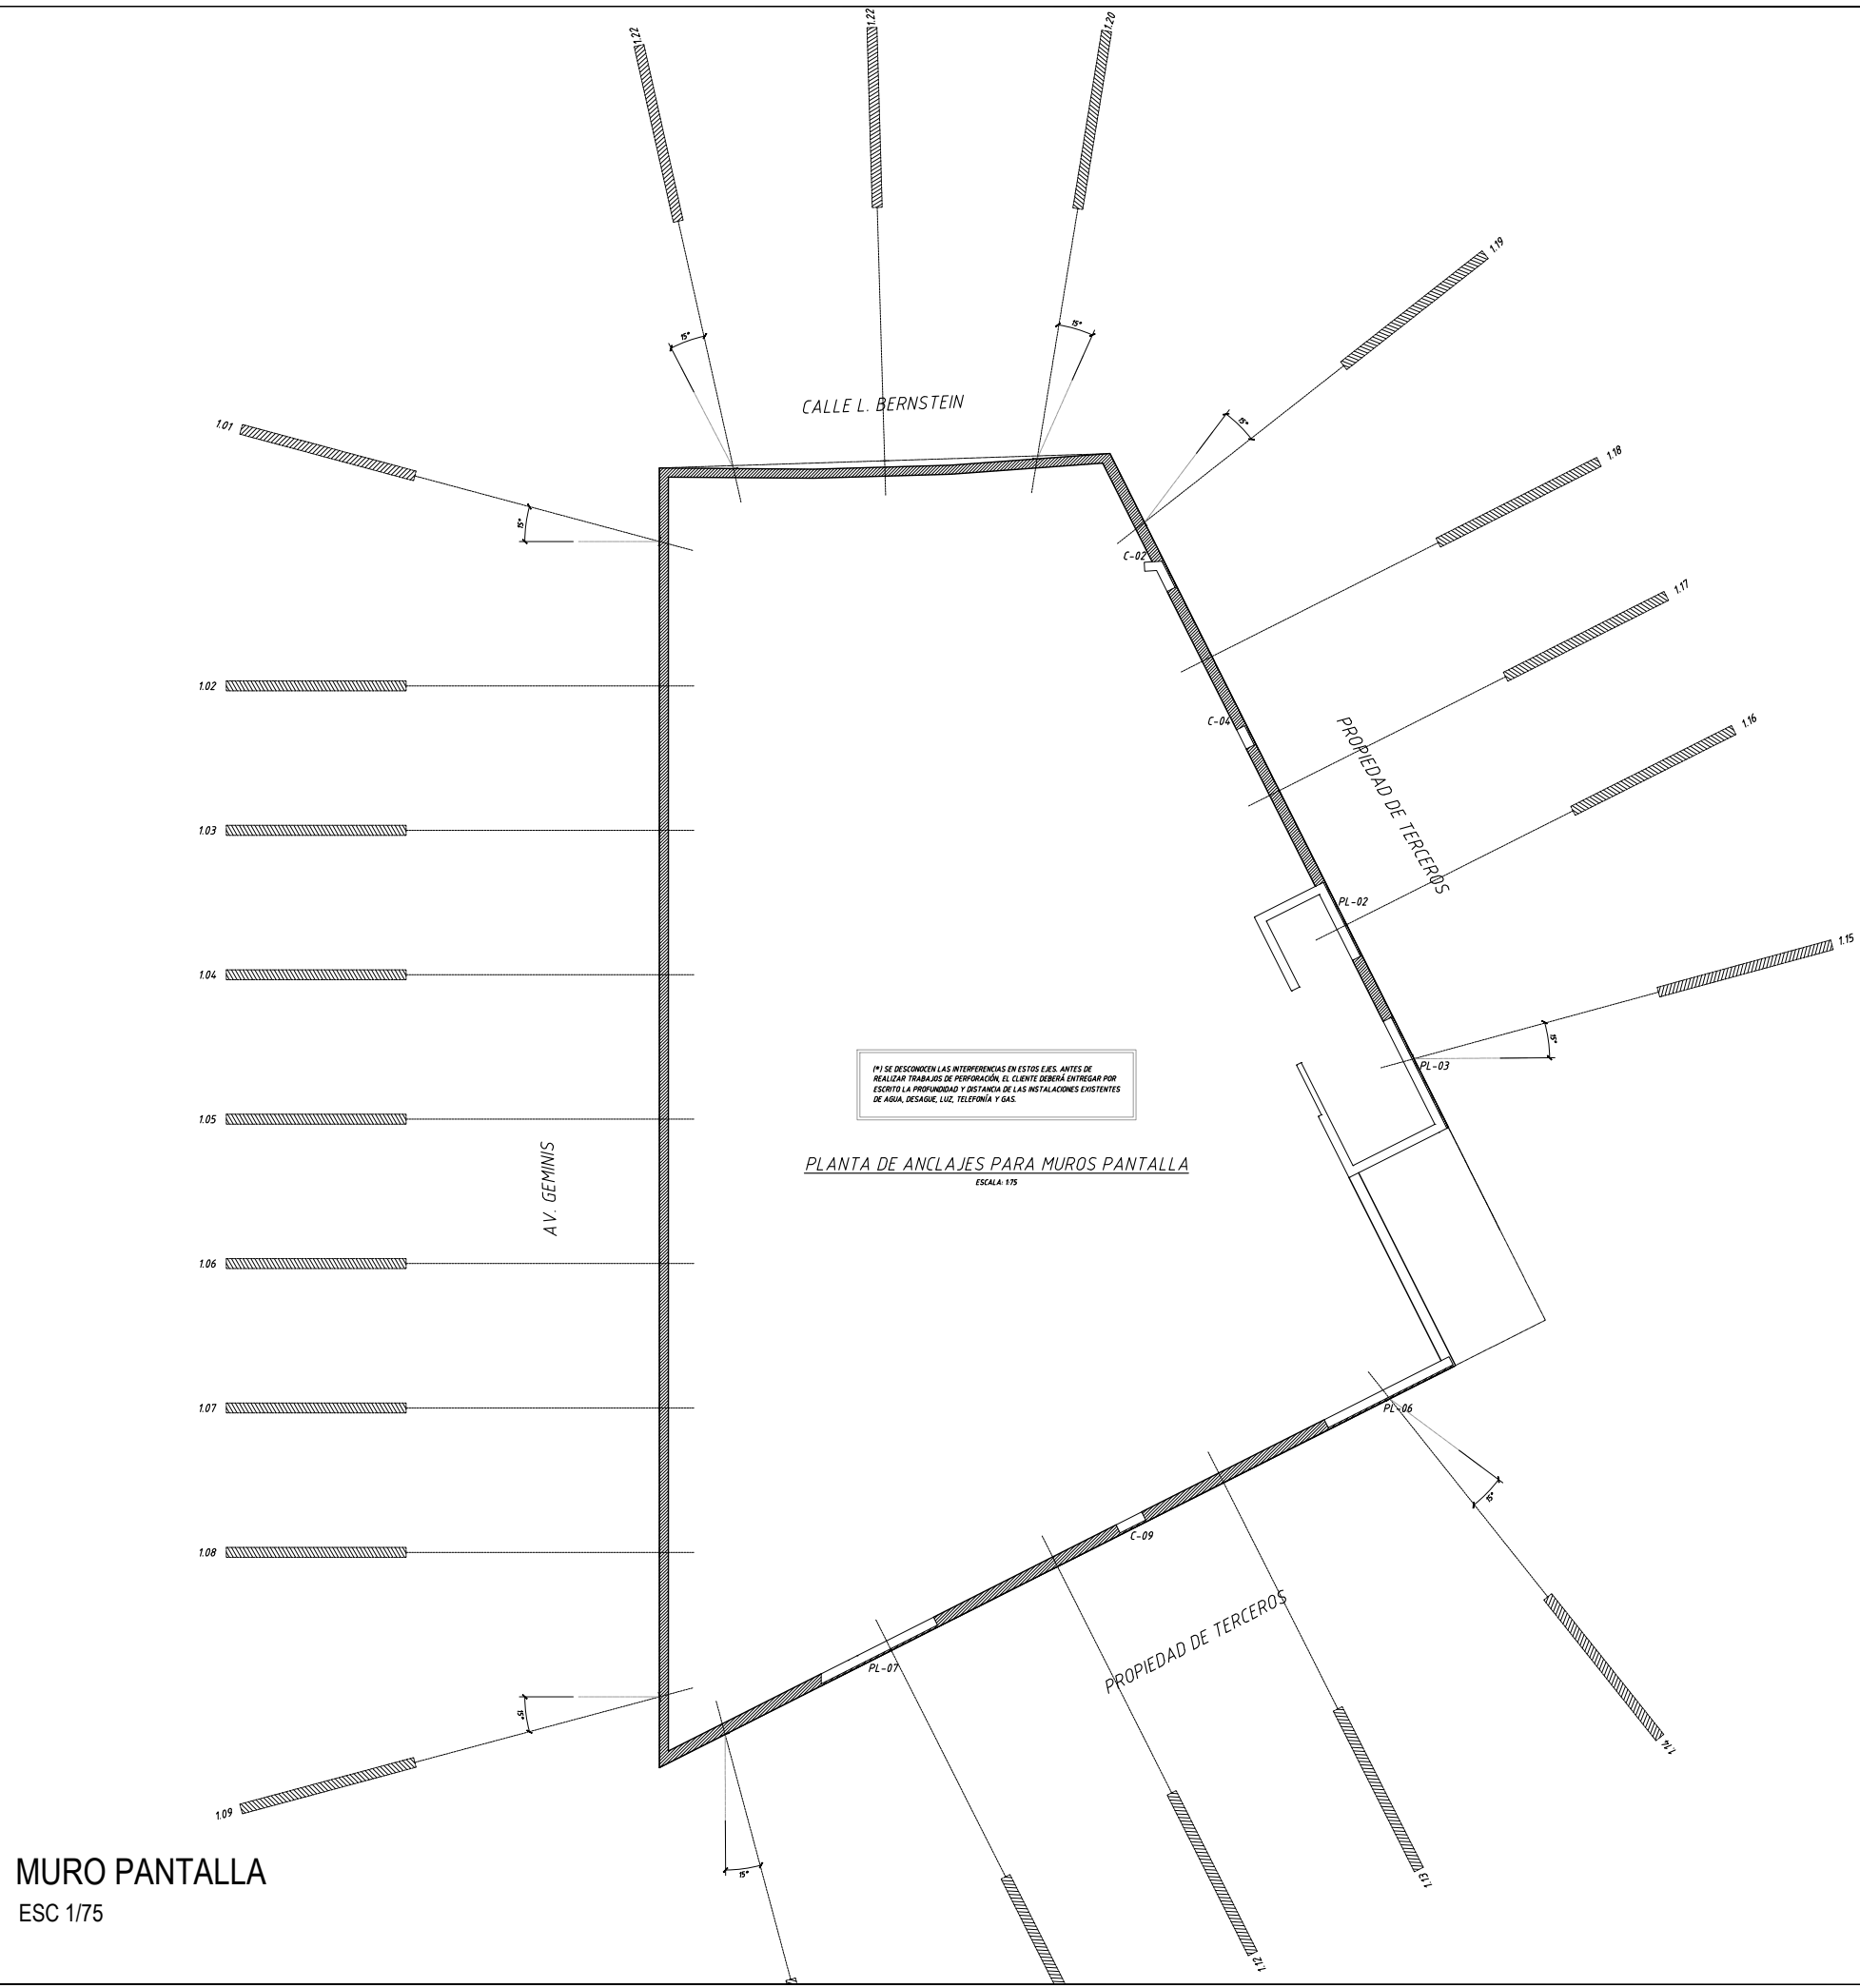 1.22
1.22
1.20
1.19
15°
15°
15°
CALLE L. BERNSTEIN
1.01
1.18
15°
C-02
1.17
1.02
C-04
PROPIEDAD DE TERCEROS
1.16
1.03
PL-02
1.15
1.04
15°
PL-03
(*) SE DESCONOCEN LAS INTERFERENCIAS EN ESTOS EJES. ANTES DE
REALIZAR TRABAJOS DE PERFORACIÓN, EL CLIENTE DEBERÁ ENTREGAR POR
ESCRITO LA PROFUNDIDAD Y DISTANCIA DE LAS INSTALACIONES EXISTENTES
DE AGUA, DESAGUE, LUZ, TELEFONÍA Y GAS.
1.05
AV. GEMINIS
PLANTA DE ANCLAJES PARA MUROS PANTALLA
ESCALA: 1:75
1.06
1.07
PL-06
15°
C-09
1.08
PROPIEDAD DE TERCEROS
PL-07
15°
1.14
1.09
15°
1.13
1.12
MURO PANTALLA
ESC 1/75